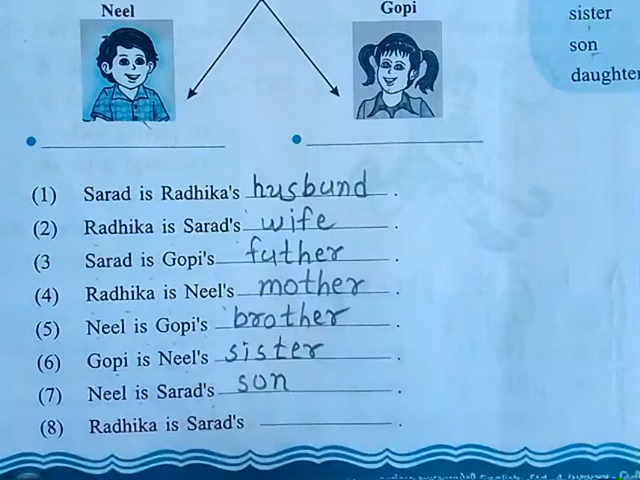 Neel Gopi sister
son
daughter
(1) Sarad is Radhika's husbund .
(2) Radhika is Sarad's wife .
(3 Sarad is Gopi's futher .
(4) Radhika is Neel's mother .
(5) Neel is Gopi's brother .
(6) Gopi is Neel's sister .
(7) Neel is Sarad's son .
(8) Radhika is Sarad's .